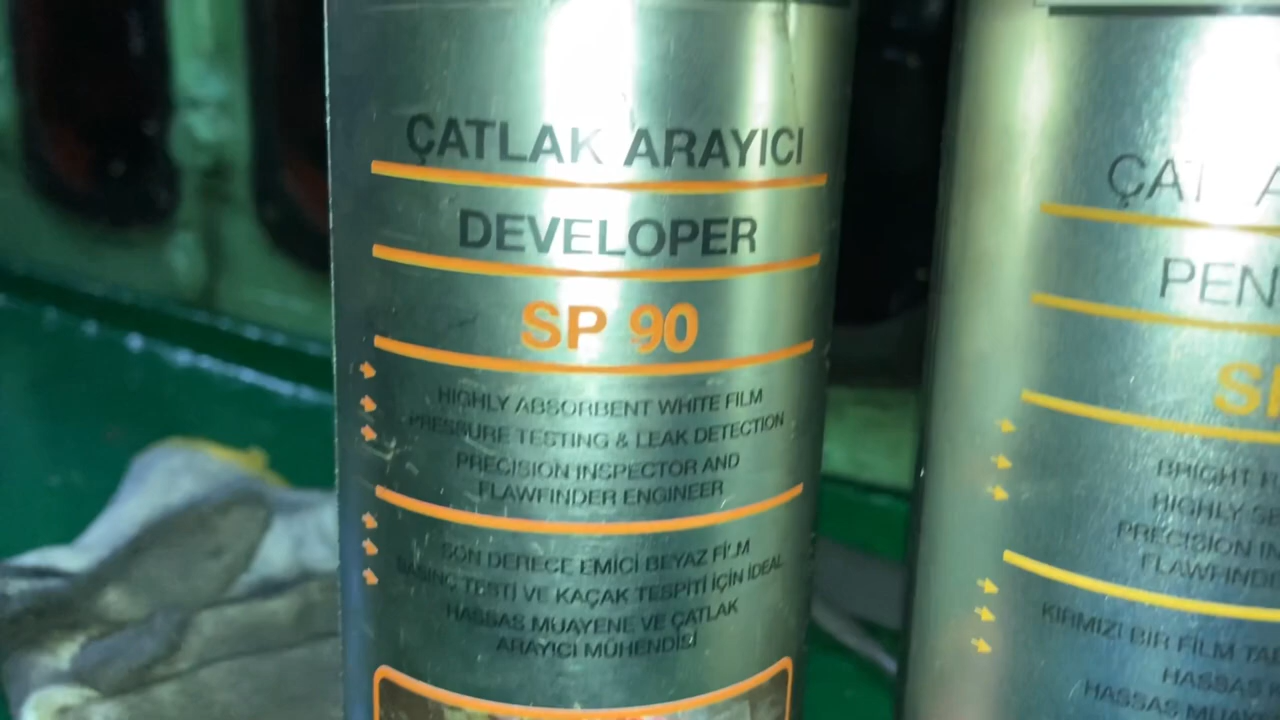 ÇATLAK ARAYICI
DEVELOPER
SP 90
HIGHLY ABSORBENT WHITE FILM
PRESSURE TESTING & LEAK DETECTION
PRECISION INSPECTOR AND
FLAWFINDER ENGINEER
SON DERECE EMİCİ BEYAZ FİLM
BASINÇ TESTİ VE KAÇAK TESPİTİ İÇİN İDEAL
HASSAS MUAYENE VE ÇATLAK
ARAYICI MÜHENDİSİ
BRIGHT
HIGHLY
PRECISION
KIRMIZI BİR FİLM
HASSAS
HASSAS